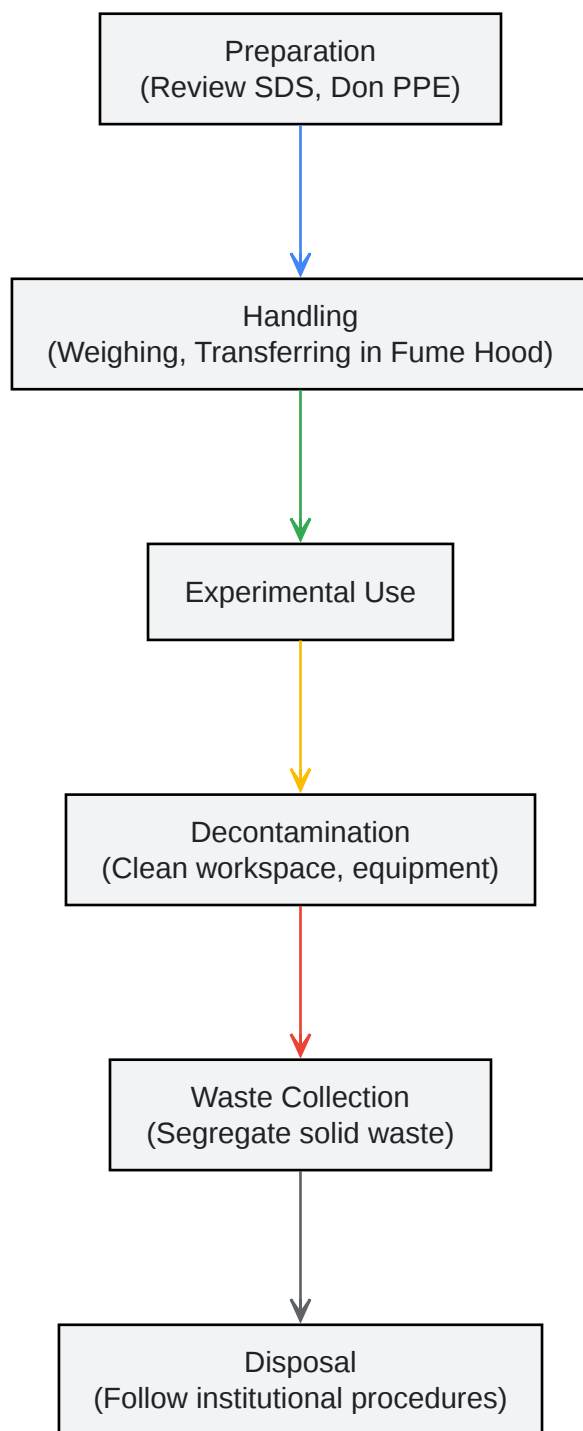 Preparation
(Review SDS, Don PPE)
Handling
(Weighing, Transferring in Fume Hood)
Experimental Use
Decontamination
(Clean workspace, equipment)
Waste Collection
(Segregate solid waste)
Disposal
(Follow institutional procedures)